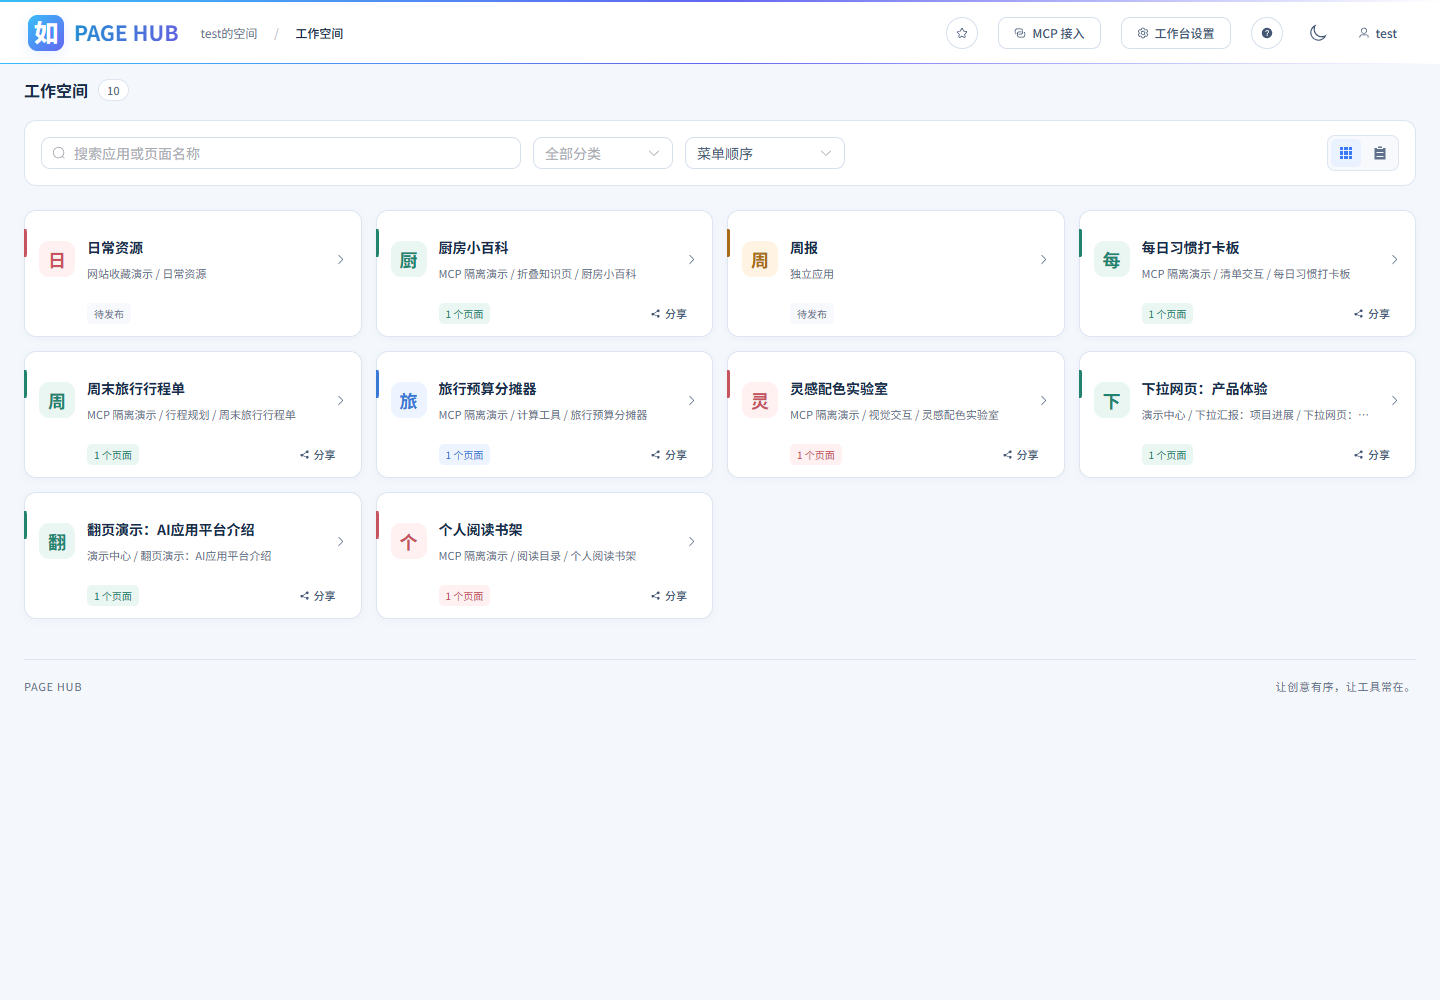 如 PAGE HUB test的空间 / 工作空间 MCP 接入 工作台设置 test
工作空间 10
搜索应用或页面名称 全部分类 菜单顺序
日 日常资源
网站收藏演示 / 日常资源
待发布
厨 厨房小百科
MCP 隔离演示 / 折叠知识页 / 厨房小百科
1 个页面 分享
周 周报
独立应用
待发布
每 每日习惯打卡板
MCP 隔离演示 / 清单交互 / 每日习惯打卡板
1 个页面 分享
周 周末旅行行程单
MCP 隔离演示 / 行程规划 / 周末旅行行程单
1 个页面 分享
旅 旅行预算分摊器
MCP 隔离演示 / 计算工具 / 旅行预算分摊器
1 个页面 分享
灵 灵感配色实验室
MCP 隔离演示 / 视觉交互 / 灵感配色实验室
1 个页面 分享
下 下拉网页：产品体验
演示中心 / 下拉汇报：项目进展 / 下拉网页：…
1 个页面 分享
翻 翻页演示：AI应用平台介绍
演示中心 / 翻页演示：AI应用平台介绍
1 个页面 分享
个 个人阅读书架
MCP 隔离演示 / 阅读目录 / 个人阅读书架
1 个页面 分享
PAGE HUB 让创意有序，让工具常在。